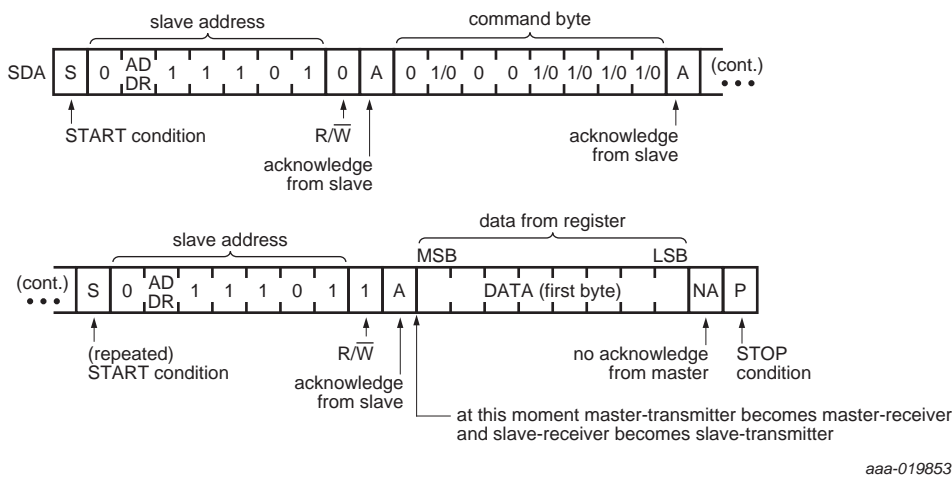 slave address
command byte
SDA S 0 AD DR 1 1 1 0 1 0 A 0 1/0 0 0 1/0 1/0 1/0 1/0 A (cont.)
• • •
START condition
R/W̅
acknowledge
from slave
acknowledge
from slave
data from register
slave address
MSB LSB
(cont.) S 0 AD DR 1 1 1 0 1 1 A DATA (first byte) NA P
• • •
(repeated)
START condition
R/W̅
acknowledge
from slave
no acknowledge
from master
STOP
condition
at this moment master-transmitter becomes master-receiver
and slave-receiver becomes slave-transmitter
aaa-019853